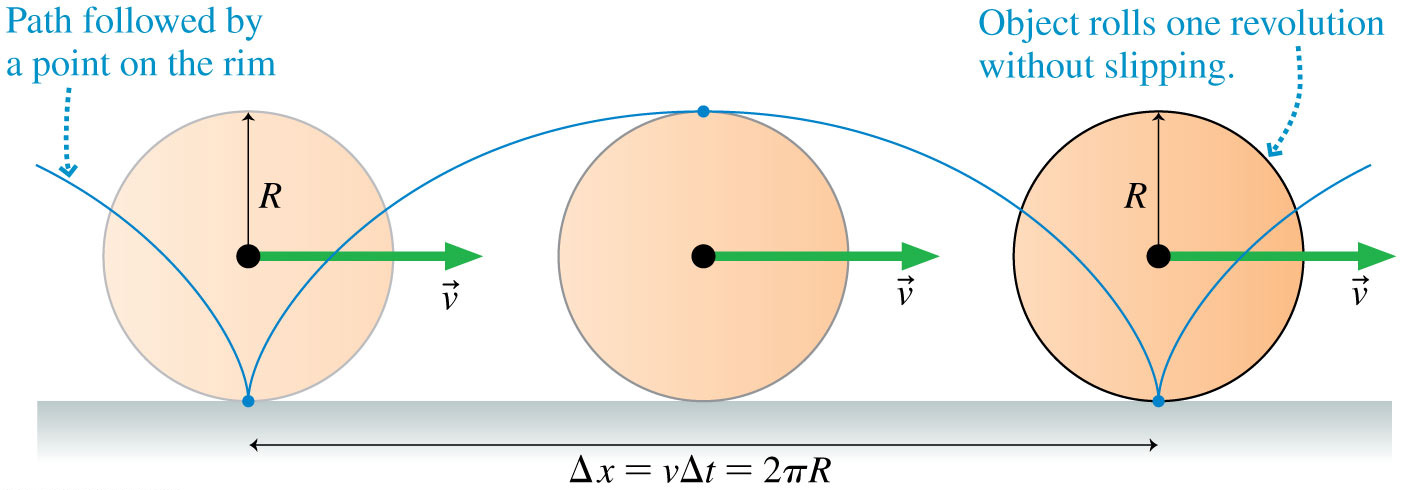 Path followed by
a point on the rim
Object rolls one revolution
without slipping.
R
R
v⃗
v⃗
v⃗
Δx = vΔt = 2πR